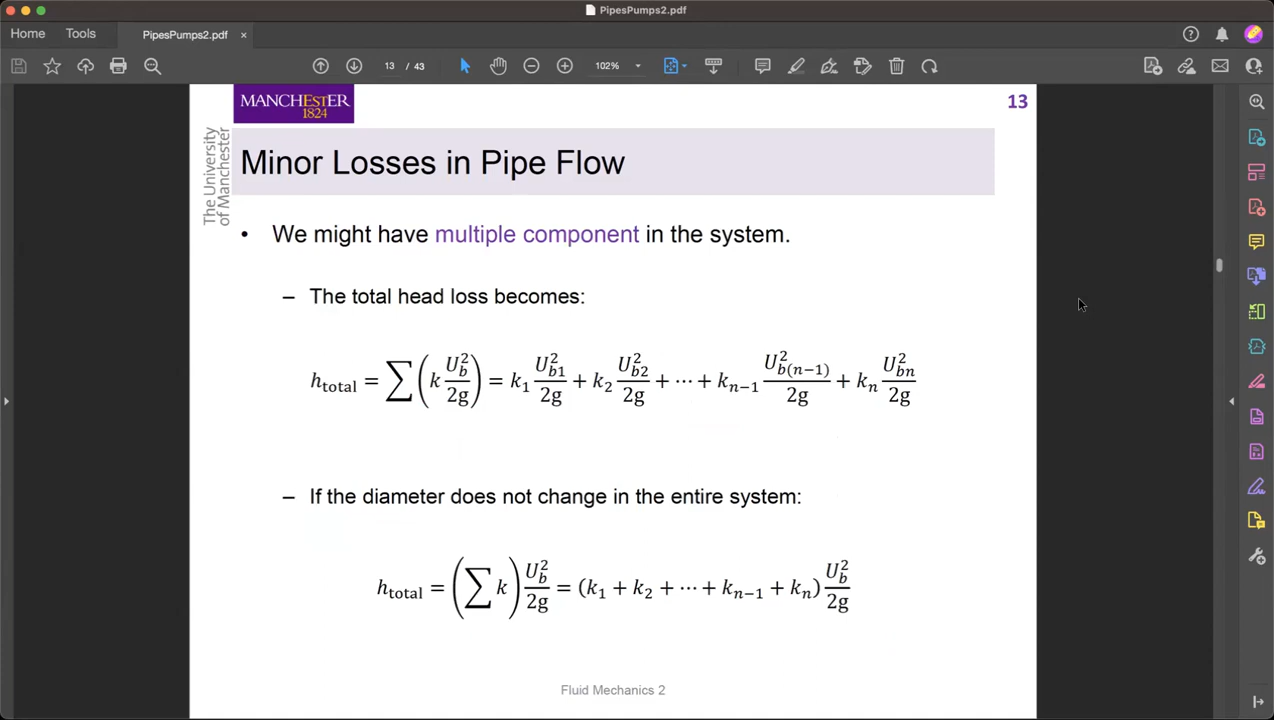 PipesPumps2.pdf
Home Tools PipesPumps2.pdf ×
13 / 43 102%
MANCHESTER
1824
The University
of Manchester
13
Minor Losses in Pipe Flow
• We might have multiple component in the system.
– The total head loss becomes:
h_total = ∑(k U_b^2/2g) = k_1 U_b1^2/2g + k_2 U_b2^2/2g + ⋯ + k_{n−1} U_b(n−1)^2/2g + k_n U_bn^2/2g
– If the diameter does not change in the entire system:
h_total = (∑ k) U_b^2/2g = (k_1 + k_2 + ⋯ + k_{n−1} + k_n) U_b^2/2g
Fluid Mechanics 2